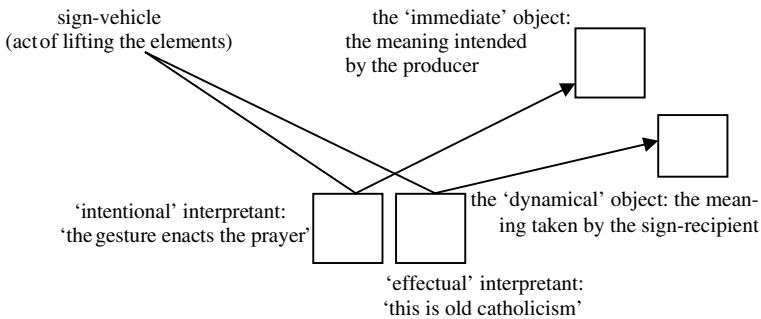 sign-vehicle
(act of lifting the elements)
the ‘immediate’ object:
the meaning intended
by the producer
‘intentional’ interpretant:
‘the gesture enacts the prayer’
the ‘dynamical’ object: the mean-
ing taken by the sign-recipient
‘effectual’ interpretant:
‘this is old catholicism’